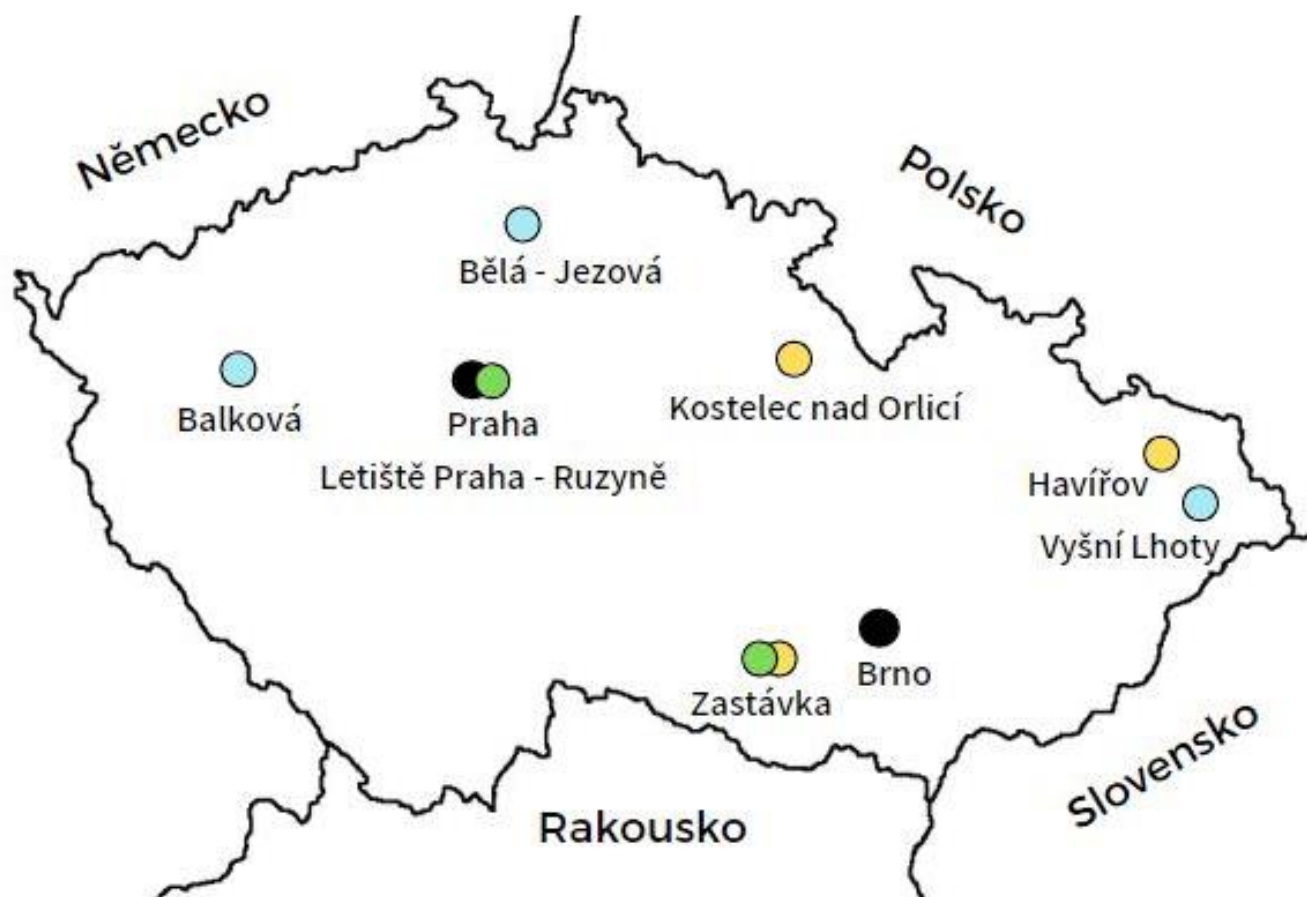 Německo
Polsko
Bělá - Jezová
Balková
Praha
Letiště Praha - Ruzyně
Kostelec nad Orlicí
Havířov
Vyšní Lhoty
Zastávka
Brno
Rakousko
Slovensko